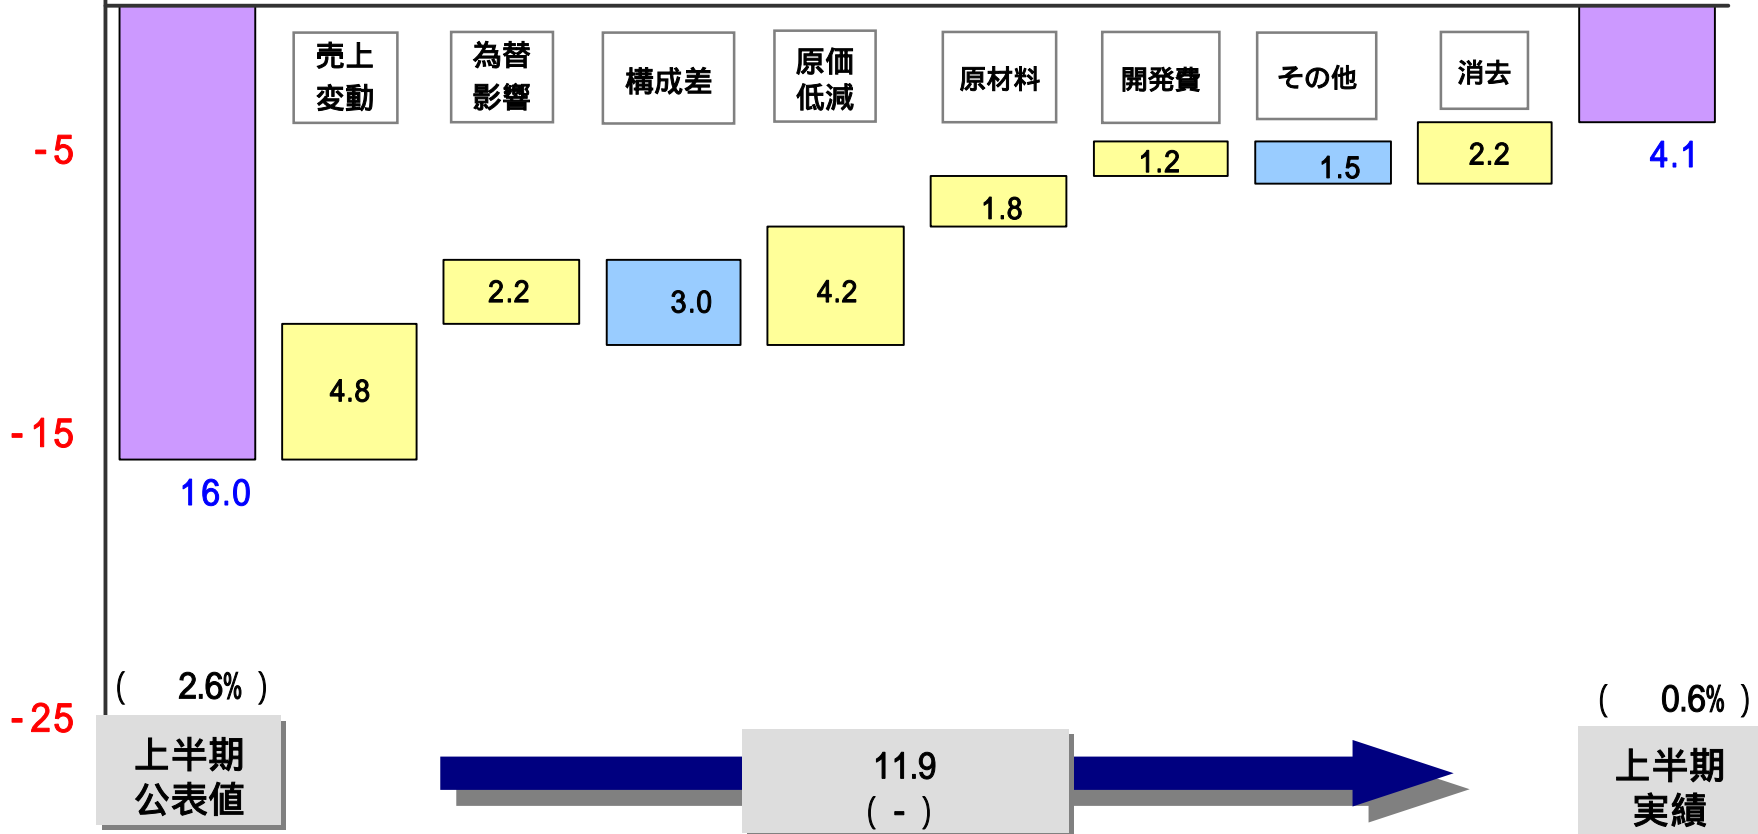 売上
変動
為替
影響
構成差
原価
低減
原材料
開発費
その他
消去
-5
-15
-25
4.8
2.2
3.0
4.2
1.8
1.2
1.5
2.2
4.1
16.0
( 2.6% )
( 0.6% )
上半期
公表値
11.9
( - )
上半期
実績